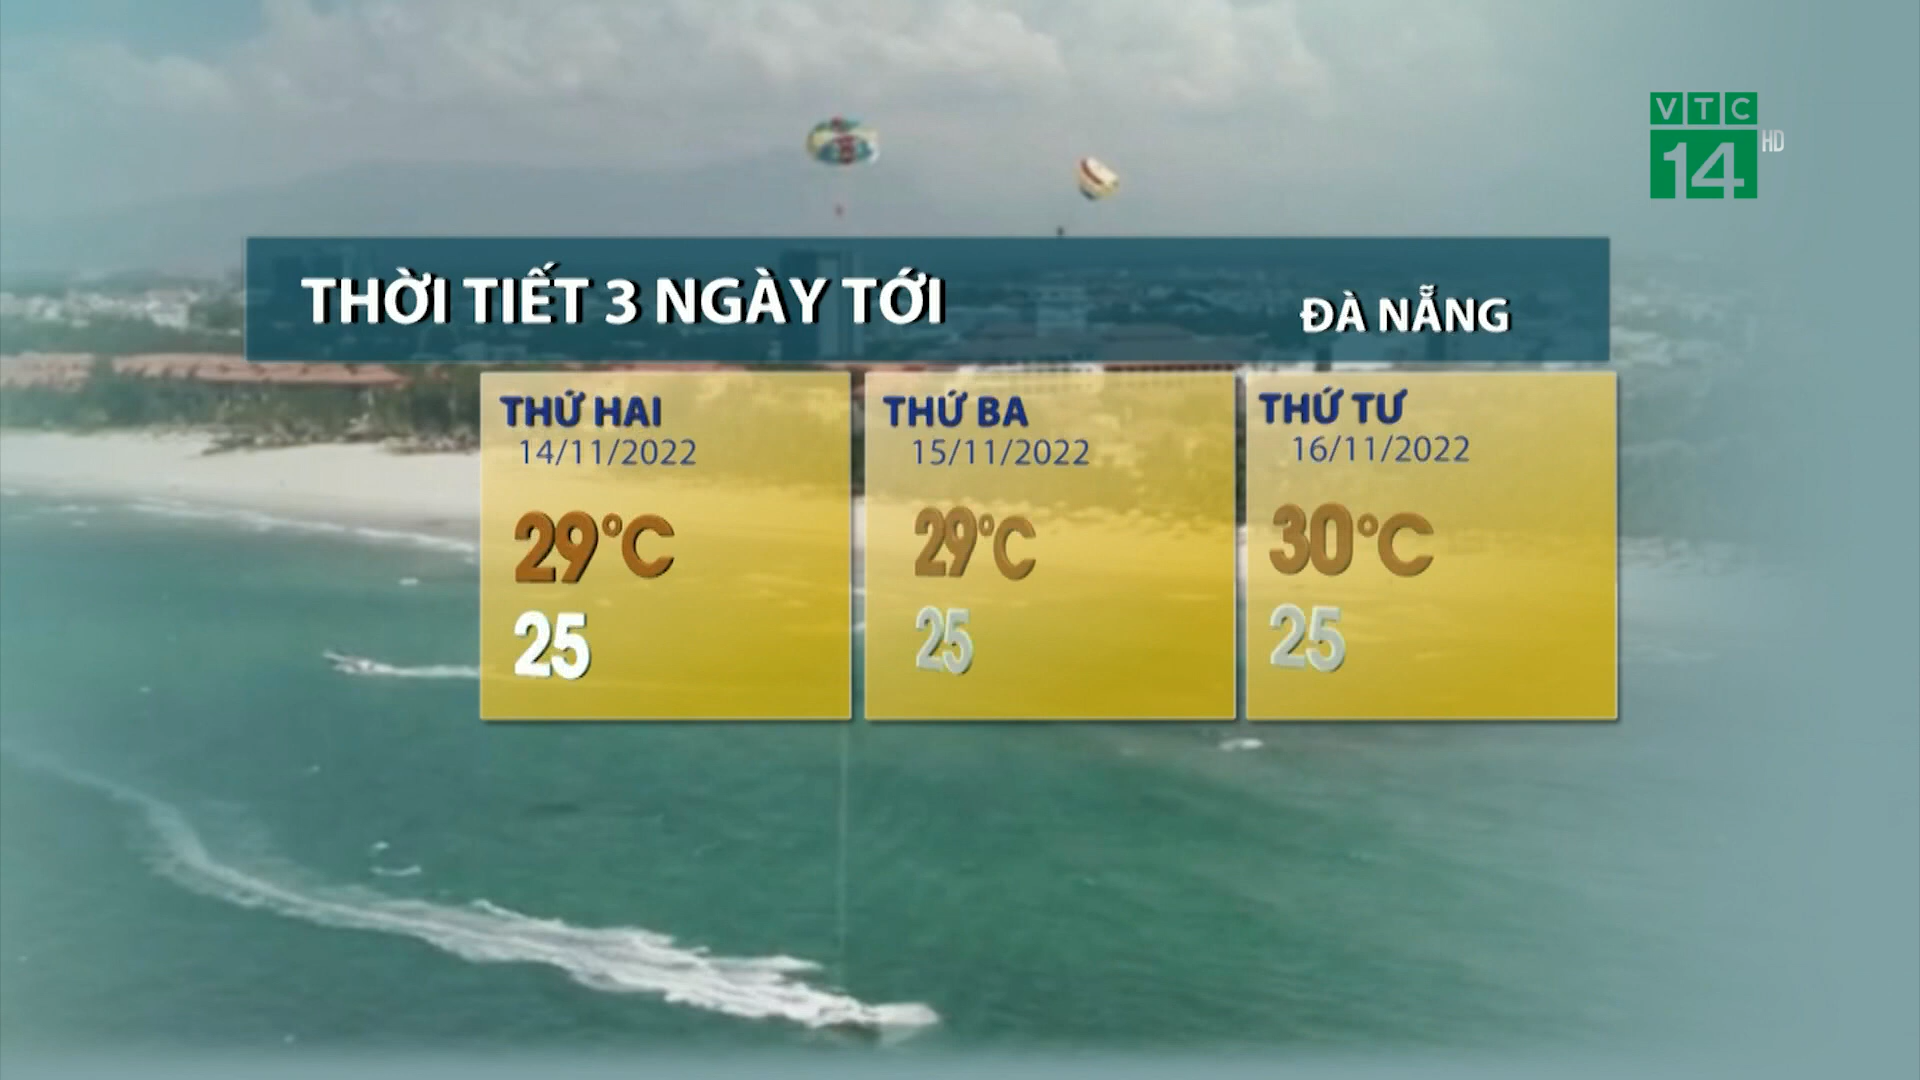 VTC
14 HD
THỜI TIẾT 3 NGÀY TỚI
ĐÀ NẴNG
THỨ HAI
14/11/2022
29°C
25
THỨ BA
15/11/2022
29°C
25
THỨ TƯ
16/11/2022
30°C
25